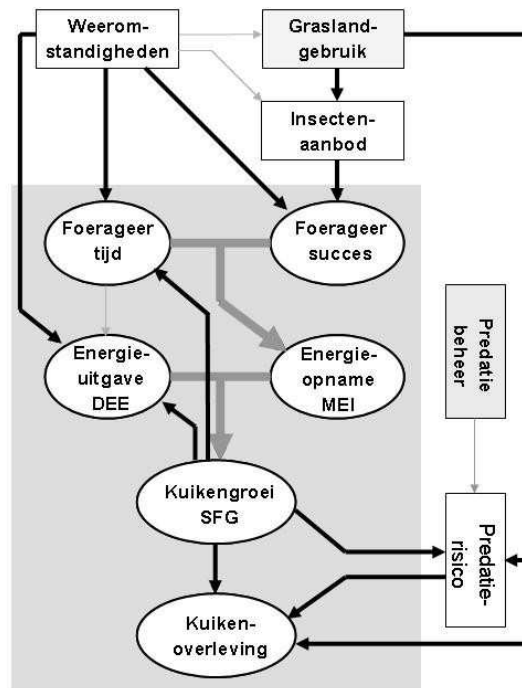 Weerom-
standigheden
Grasland-
gebruik
Insecten-
aanbod
Foerageer
tijd
Foerageer
succes
Energie-
uitgave
DEE
Energie-
opname
MEI
Predatie
beheer
Kuikengroei
SFG
Predatie-
risico
Kuiken-
overleving